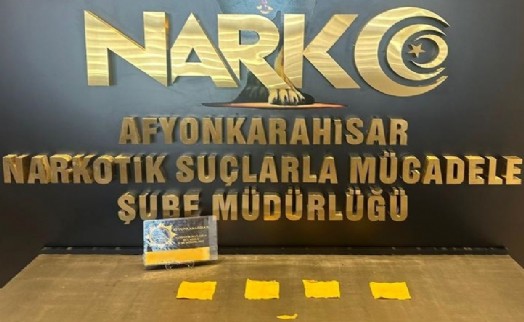 NARKO
AFYONKARAHİSAR
NARKOTİK SUÇLARLA MÜCADELE
ŞUBE MÜDÜRLÜĞÜ